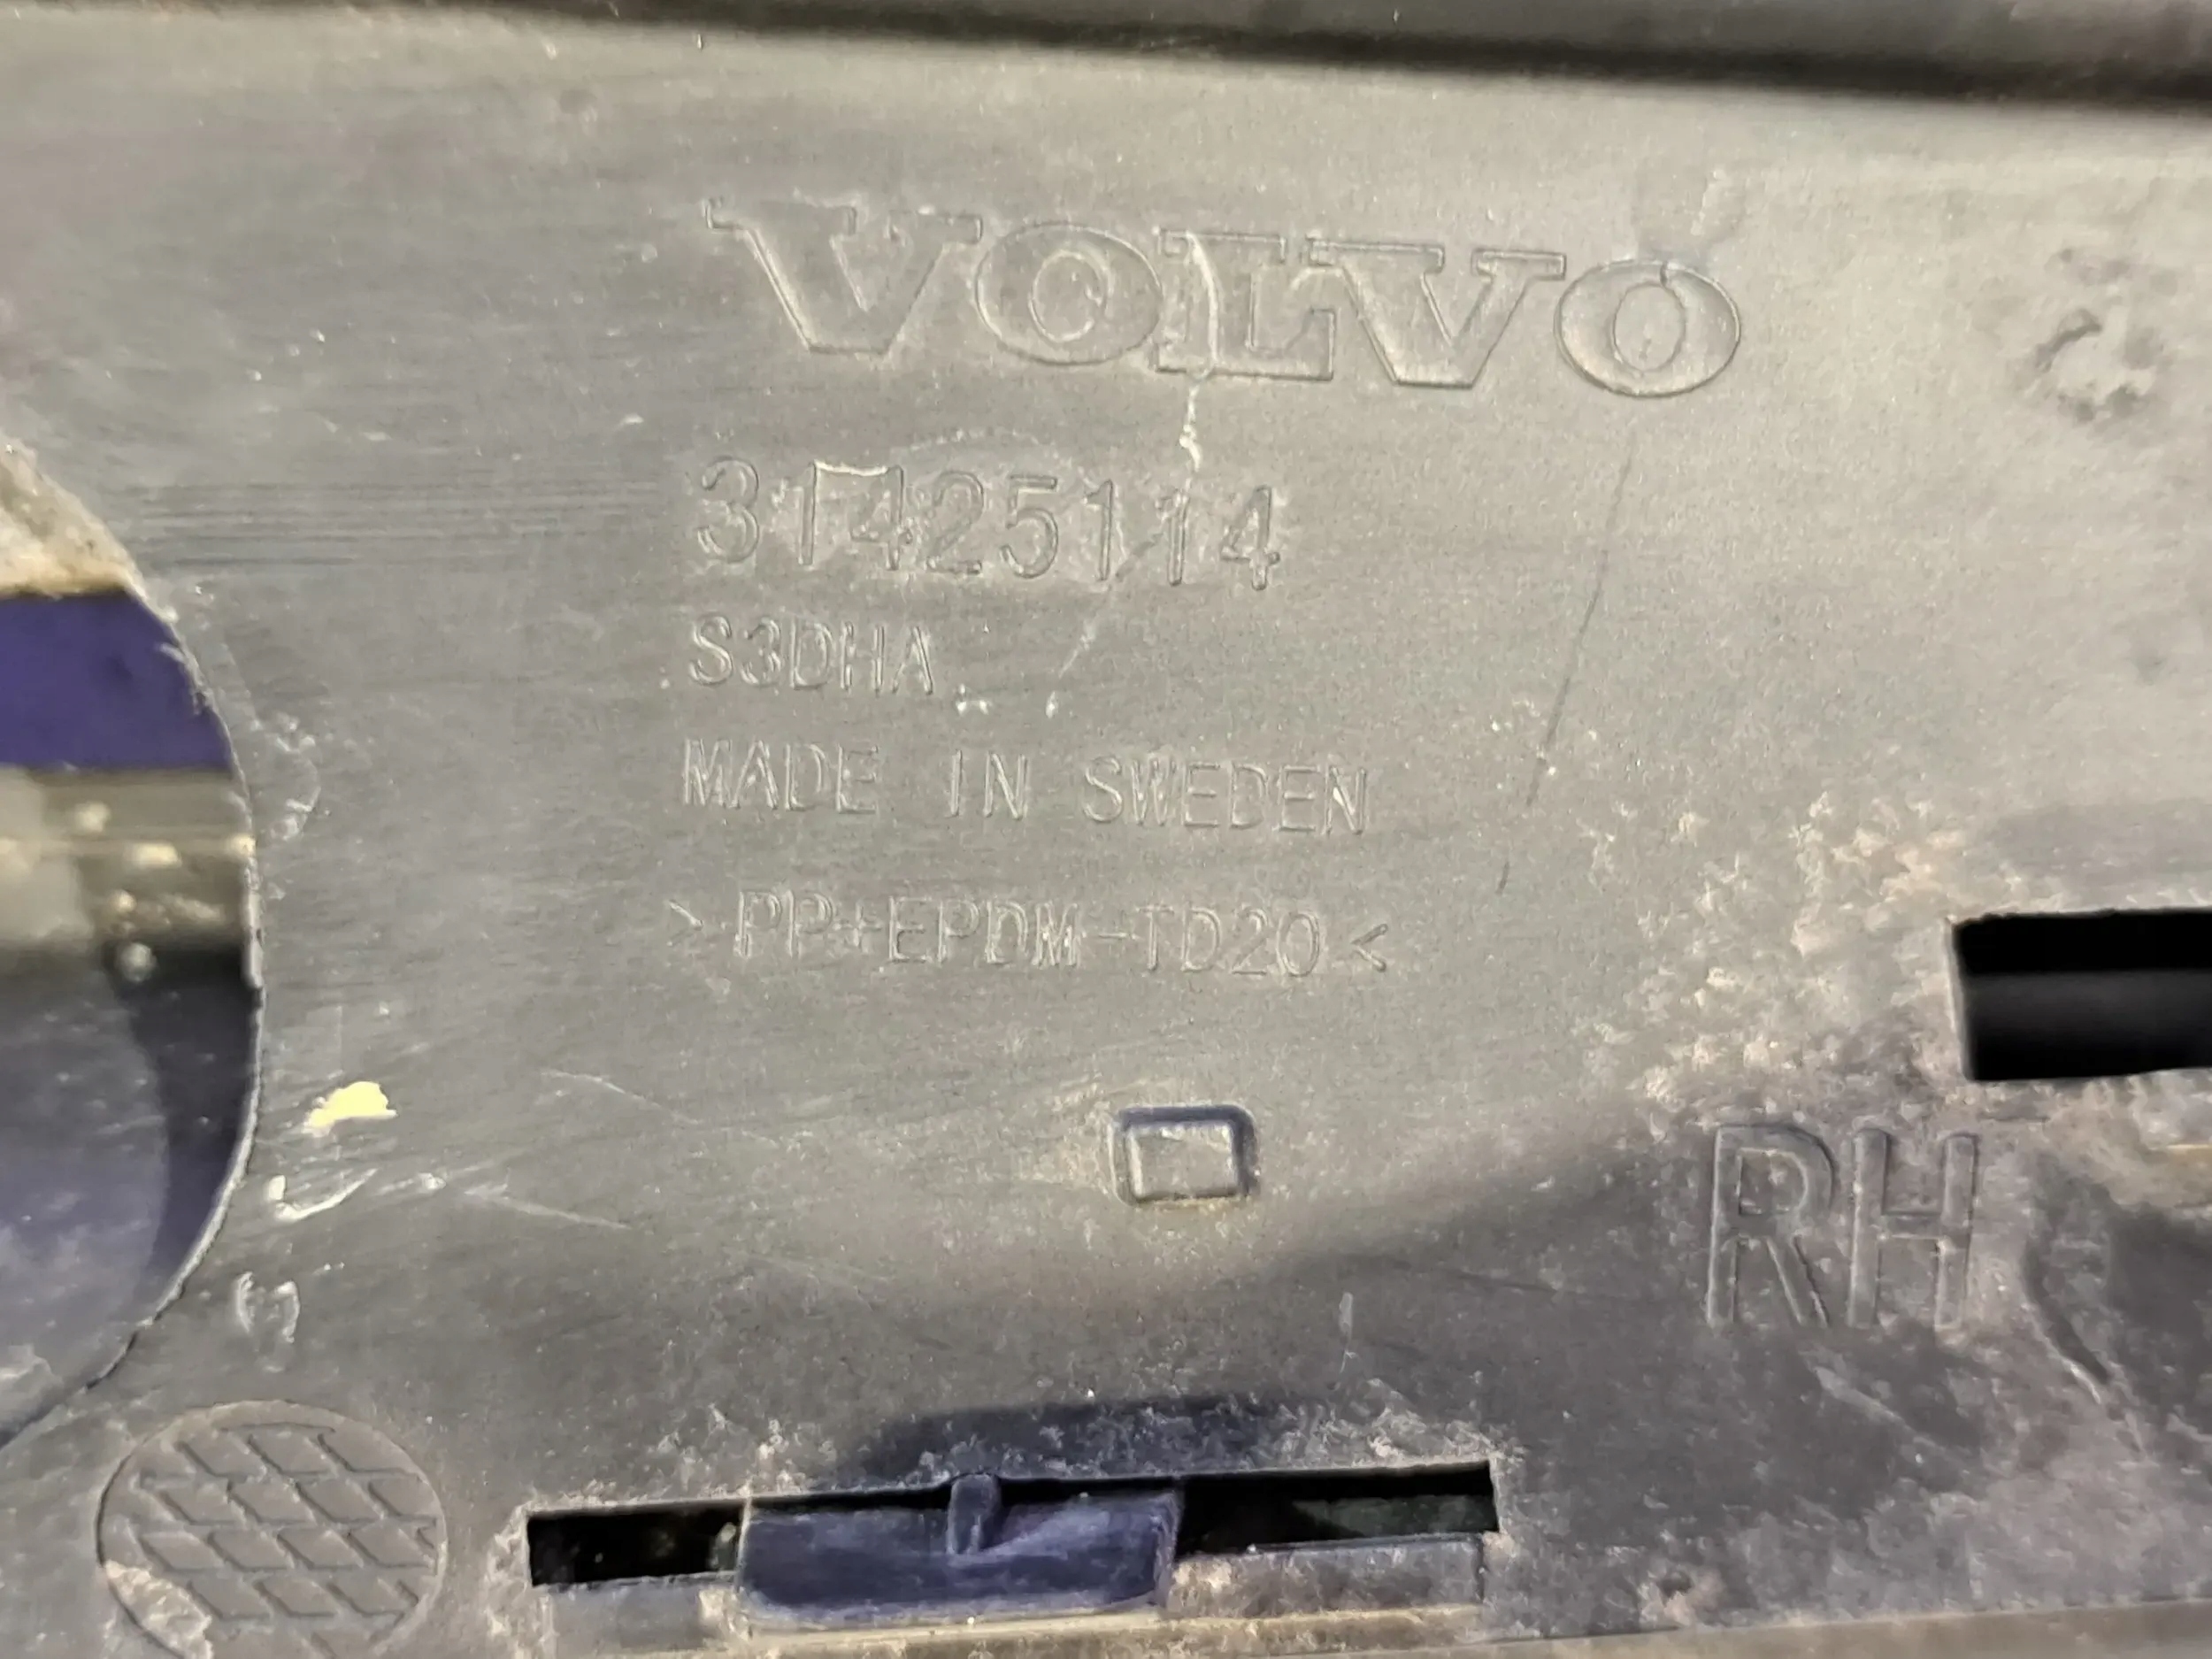 VOLVO
31425114
S3DHA
MADE IN SWEDEN
>PP+EPDM-TD20<
RH